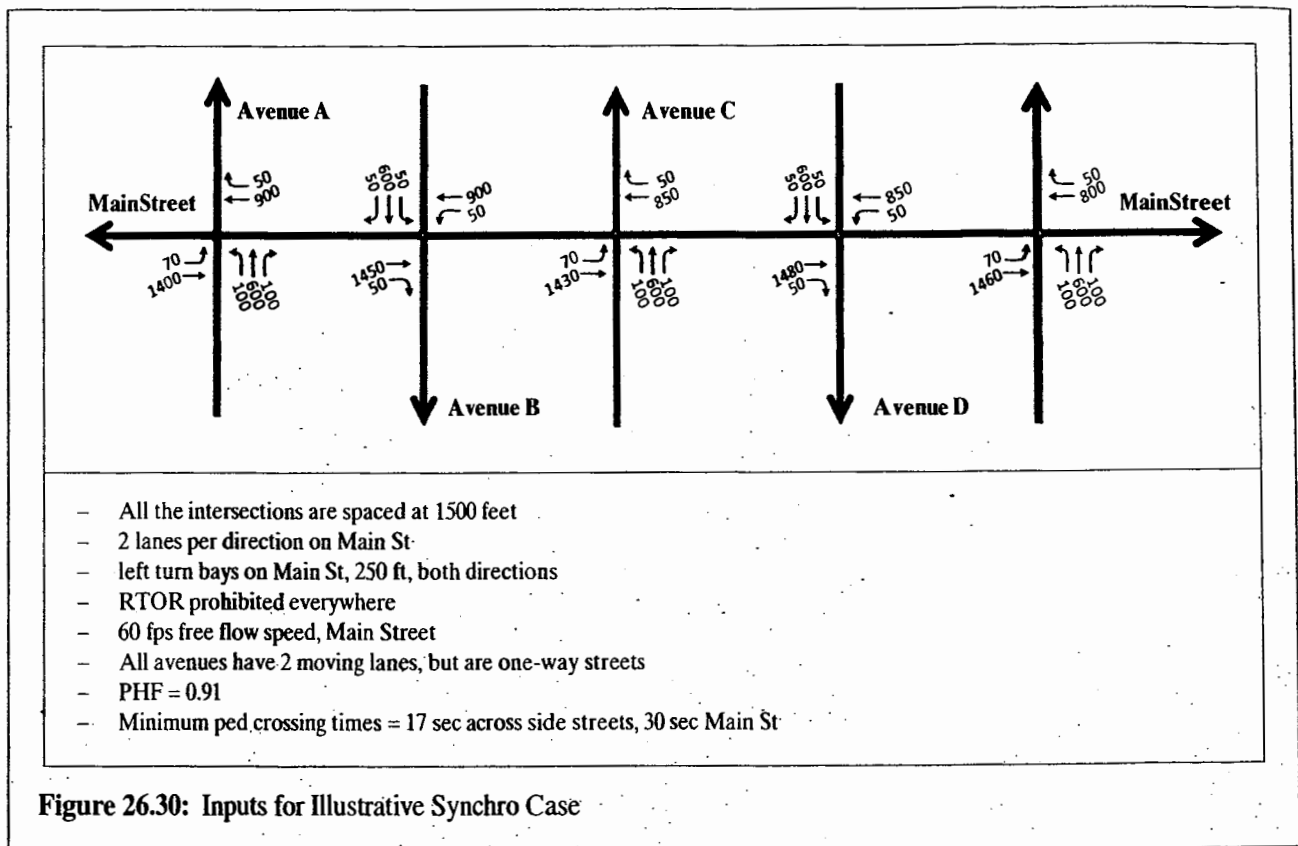 Avenue A
Avenue C
50
900
50
600
50
900
50
50
850
50
600
50
850
50
50
800
MainStreet
MainStreet
70
1400
100
600
100
1450
50
70
1430
100
600
100
1480
50
70
1460
100
600
100
Avenue B
Avenue D
– All the intersections are spaced at 1500 feet
– 2 lanes per direction on Main St
– left turn bays on Main St, 250 ft, both directions
– RTOR prohibited everywhere
– 60 fps free flow speed, Main Street
– All avenues have 2 moving lanes, but are one-way streets
– PHF = 0.91
– Minimum ped crossing times = 17 sec across side streets, 30 sec Main St
Figure 26.30: Inputs for Illustrative Synchro Case